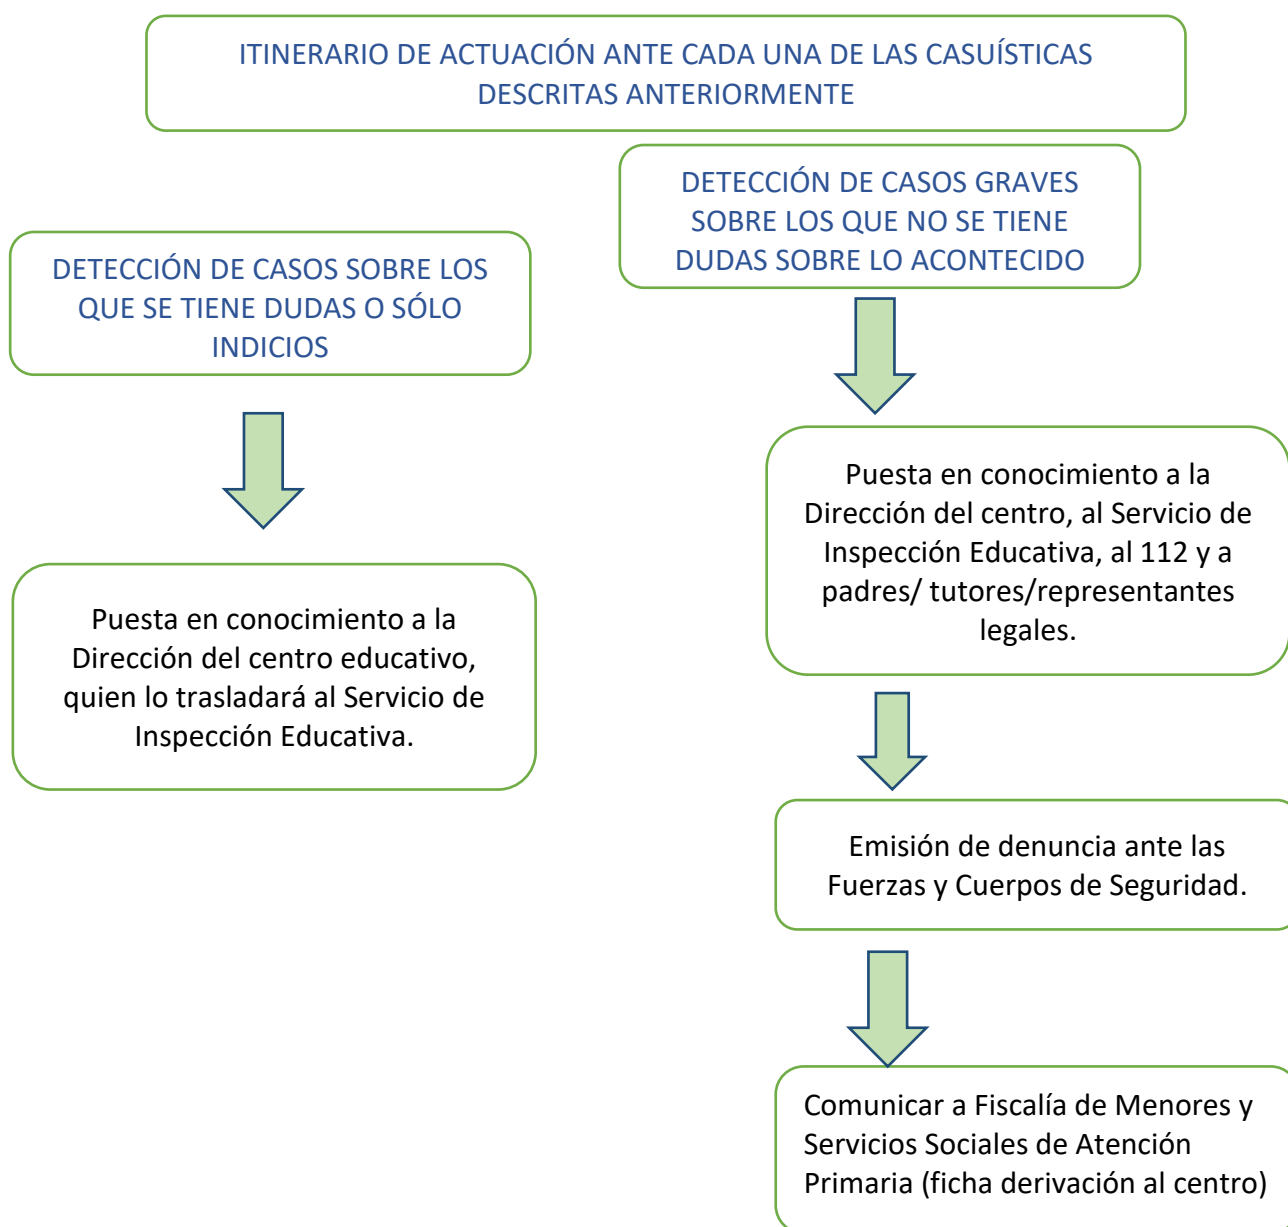 ITINERARIO DE ACTUACIÓN ANTE CADA UNA DE LAS CASUÍSTICAS
DESCRITAS ANTERIORMENTE
DETECCIÓN DE CASOS SOBRE LOS
QUE SE TIENE DUDAS O SÓLO
INDICIOS
Puesta en conocimiento a la
Dirección del centro educativo,
quien lo trasladará al Servicio de
Inspección Educativa.
DETECCIÓN DE CASOS GRAVES
SOBRE LOS QUE NO SE TIENE
DUDAS SOBRE LO ACONTECIDO
Puesta en conocimiento a la
Dirección del centro, al Servicio de
Inspección Educativa, al 112 y a
padres/ tutores/representantes
legales.
Emisión de denuncia ante las
Fuerzas y Cuerpos de Seguridad.
Comunicar a Fiscalía de Menores y
Servicios Sociales de Atención
Primaria (ficha derivación al centro)